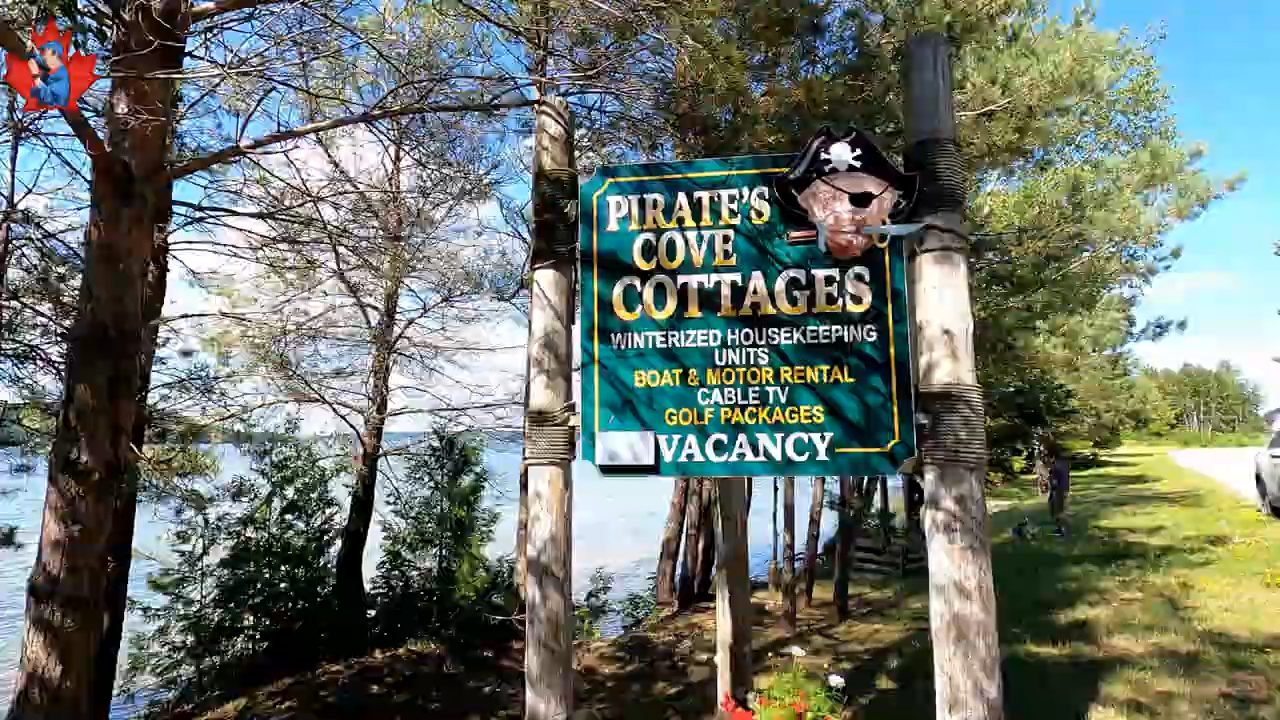 PIRATE'S
COVE
COTTAGES
WINTERIZED HOUSEKEEPING
UNITS
BOAT & MOTOR RENTAL
CABLE TV
GOLF PACKAGES
VACANCY